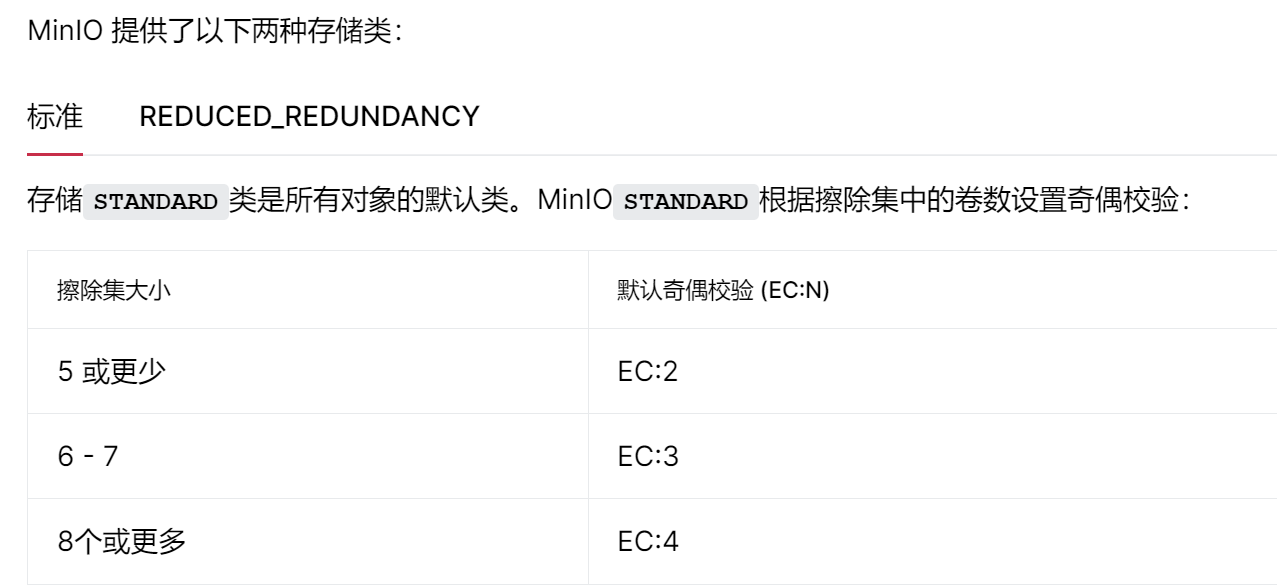 MinIO 提供了以下两种存储类：
标准 REDUCED_REDUNDANCY
存储 STANDARD 类是所有对象的默认类。MinIO STANDARD 根据擦除集中的卷数设置奇偶校验：
擦除集大小 默认奇偶校验 (EC:N)
5 或更少 EC:2
6 - 7 EC:3
8个或更多 EC:4